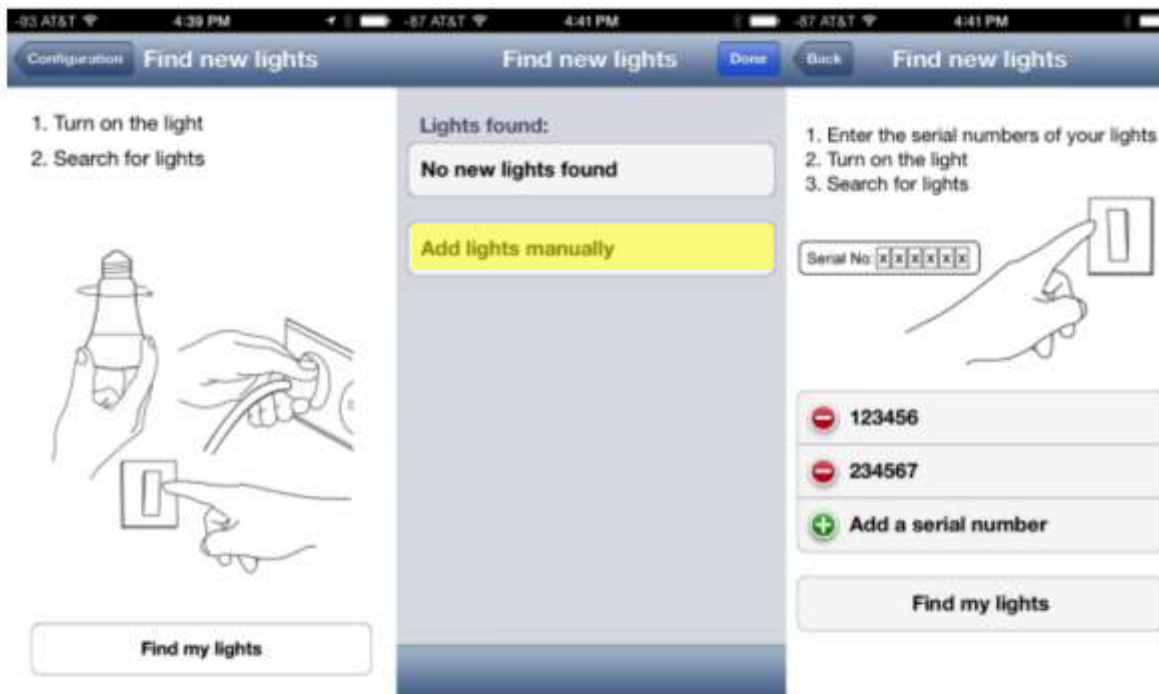 -93 AT&T 4:39 PM
Configuration Find new lights
1. Turn on the light
2. Search for lights
Find my lights
-87 AT&T 4:41 PM
Find new lights Done
Lights found:
No new lights found
Add lights manually
-87 AT&T 4:41 PM
Back Find new lights
1. Enter the serial numbers of your lights
2. Turn on the light
3. Search for lights
Serial No: x x x x x x
123456
234567
Add a serial number
Find my lights